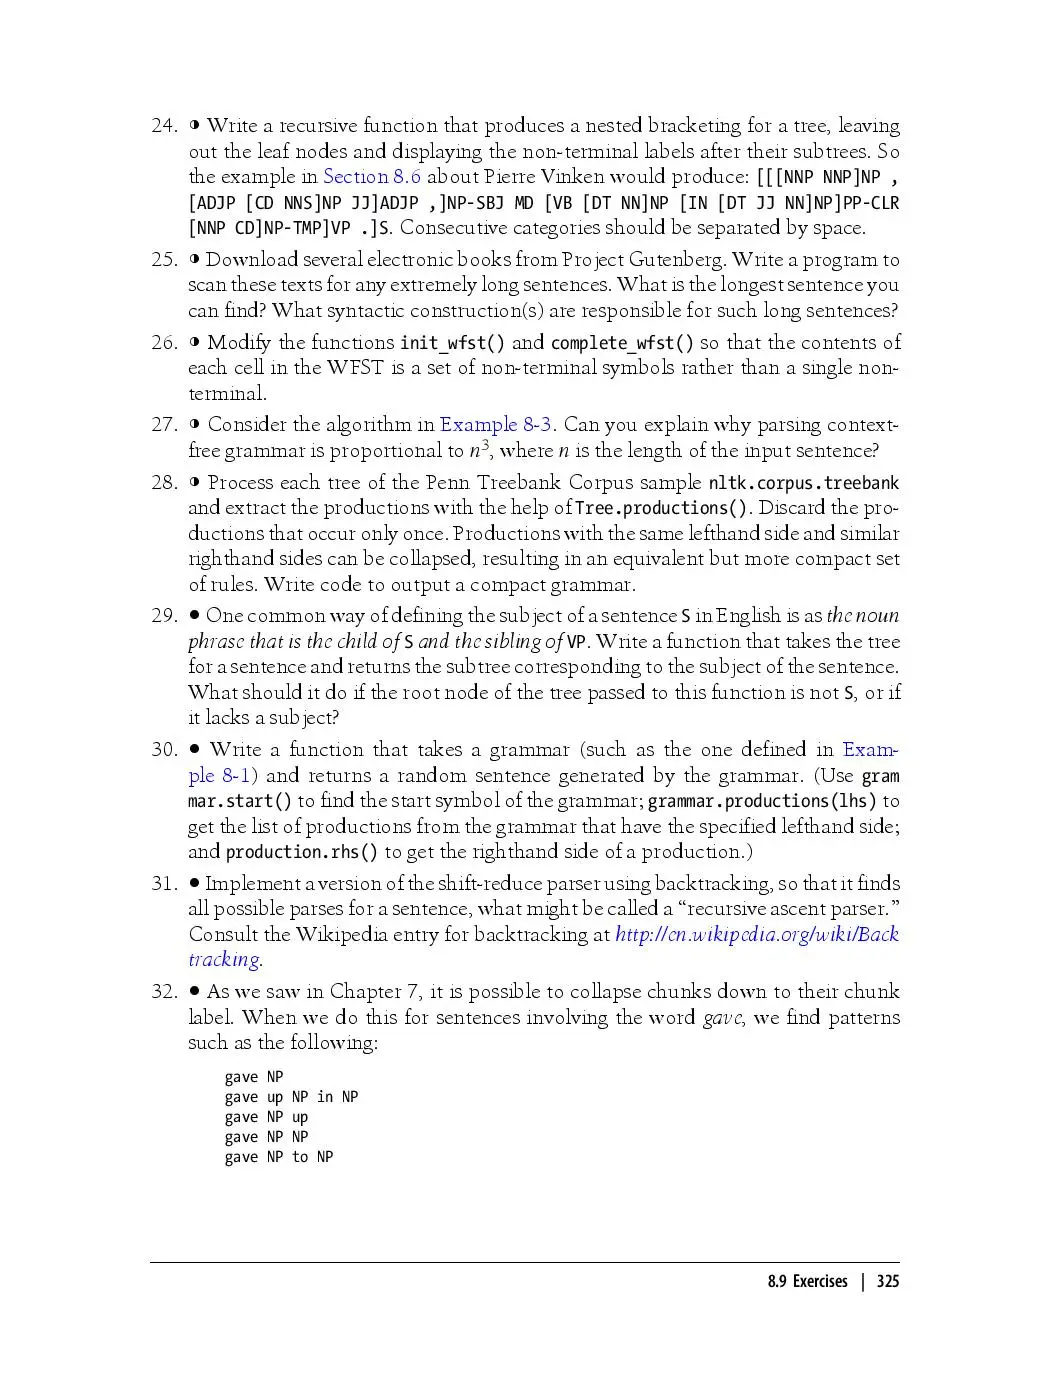 24. ◑ Write a recursive function that produces a nested bracketing for a tree, leaving
out the leaf nodes and displaying the non-terminal labels after their subtrees. So
the example in Section 8.6 about Pierre Vinken would produce: [[[NNP NNP]NP ,
[ADJP [CD NNS]NP JJ]ADJP ,]NP-SBJ MD [VB [DT NN]NP [IN [DT JJ NN]NP]PP-CLR
[NNP CD]NP-TMP]VP .]S. Consecutive categories should be separated by space.
25. ◑ Download several electronic books from Project Gutenberg. Write a program to
scan these texts for any extremely long sentences. What is the longest sentence you
can find? What syntactic construction(s) are responsible for such long sentences?
26. ◑ Modify the functions init_wfst() and complete_wfst() so that the contents of
each cell in the WFST is a set of non-terminal symbols rather than a single non-
terminal.
27. ◑ Consider the algorithm in Example 8-3. Can you explain why parsing context-
free grammar is proportional to n³, where n is the length of the input sentence?
28. ◑ Process each tree of the Penn Treebank Corpus sample nltk.corpus.treebank
and extract the productions with the help of Tree.productions(). Discard the pro-
ductions that occur only once. Productions with the same lefthand side and similar
righthand sides can be collapsed, resulting in an equivalent but more compact set
of rules. Write code to output a compact grammar.
29. ● One common way of defining the subject of a sentence S in English is as the noun
phrase that is the child of S and the sibling of VP. Write a function that takes the tree
for a sentence and returns the subtree corresponding to the subject of the sentence.
What should it do if the root node of the tree passed to this function is not S, or if
it lacks a subject?
30. ● Write a function that takes a grammar (such as the one defined in Exam-
ple 8-1) and returns a random sentence generated by the grammar. (Use gram
mar.start() to find the start symbol of the grammar; grammar.productions(lhs) to
get the list of productions from the grammar that have the specified lefthand side;
and production.rhs() to get the righthand side of a production.)
31. ● Implement a version of the shift-reduce parser using backtracking, so that it finds
all possible parses for a sentence, what might be called a “recursive ascent parser.”
Consult the Wikipedia entry for backtracking at http://en.wikipedia.org/wiki/Back
tracking.
32. ● As we saw in Chapter 7, it is possible to collapse chunks down to their chunk
label. When we do this for sentences involving the word gave, we find patterns
such as the following:
gave NP
gave up NP in NP
gave NP up
gave NP NP
gave NP to NP
8.9 Exercises | 325